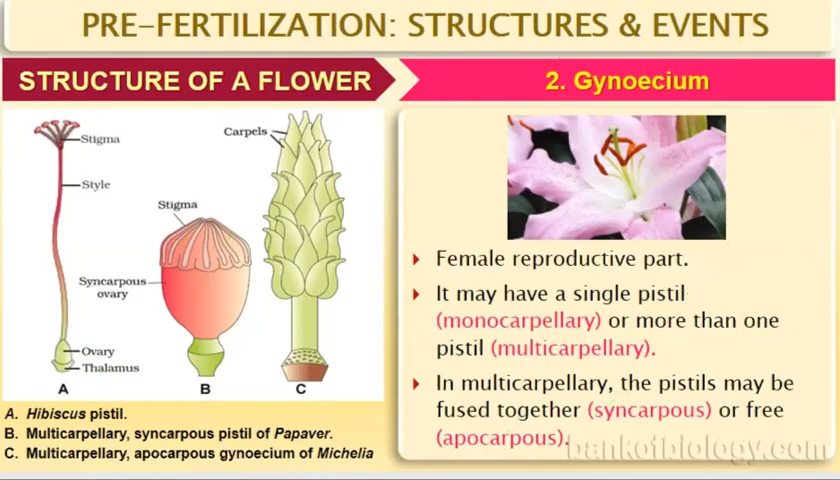 PRE-FERTILIZATION: STRUCTURES & EVENTS
STRUCTURE OF A FLOWER
2. Gynoecium
Stigma
Style
Ovary
Thalamus
A
Stigma
Syncarpous
ovary
B
Carpels
C
A. Hibiscus pistil.
B. Multicarpellary, syncarpous pistil of Papaver.
C. Multicarpellary, apocarpous gynoecium of Michelia
Female reproductive part.
It may have a single pistil
(monocarpellary) or more than one
pistil (multicarpellary).
In multicarpellary, the pistils may be
fused together (syncarpous) or free
(apocarpous).
bankofbiology.com